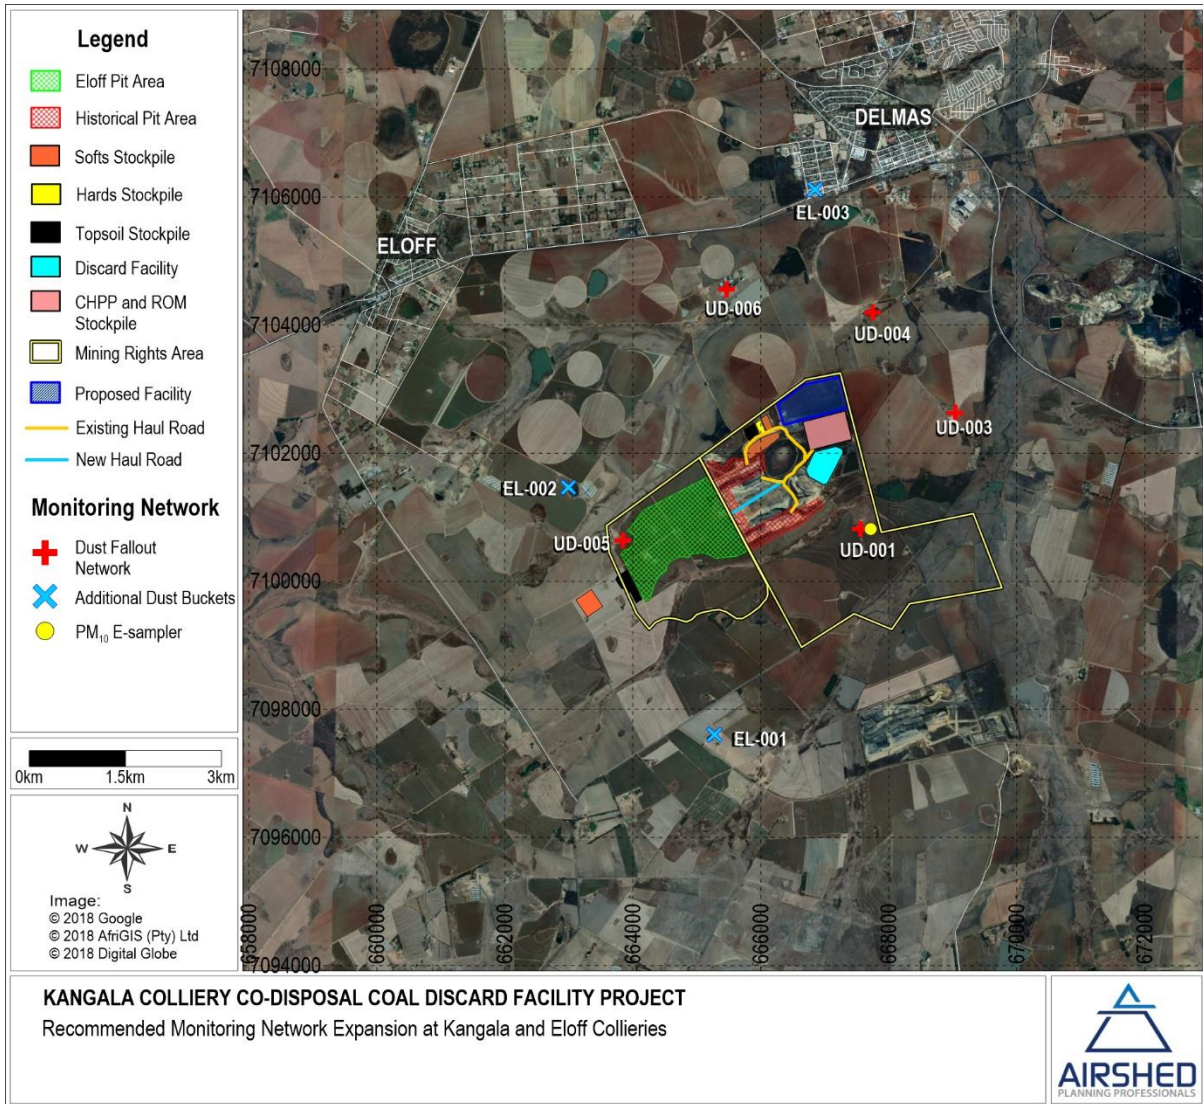 Legend
Eloff Pit Area
Historical Pit Area
Softs Stockpile
Hards Stockpile
Topsoil Stockpile
Discard Facility
CHPP and ROM
Stockpile
Mining Rights Area
Proposed Facility
Existing Haul Road
New Haul Road
Monitoring Network
Dust Fallout
Network
Additional Dust Buckets
PM10 E-sampler
0km 1.5km 3km
N
W E
S
Image:
© 2018 Google
© 2018 AfriGIS (Pty) Ltd
© 2018 Digital Globe
7108000
DELMAS
7106000
EL-003
ELOFF
UD-006
7104000
UD-004
UD-003
7102000
EL-002
UD-005
UD-001
7100000
7098000
EL-001
7096000
7094000
658000
660000
662000
664000
666000
668000
670000
672000
KANGALA COLLIERY CO-DISPOSAL COAL DISCARD FACILITY PROJECT
Recommended Monitoring Network Expansion at Kangala and Eloff Collieries
AIRSHED
PLANNING PROFESSIONALS